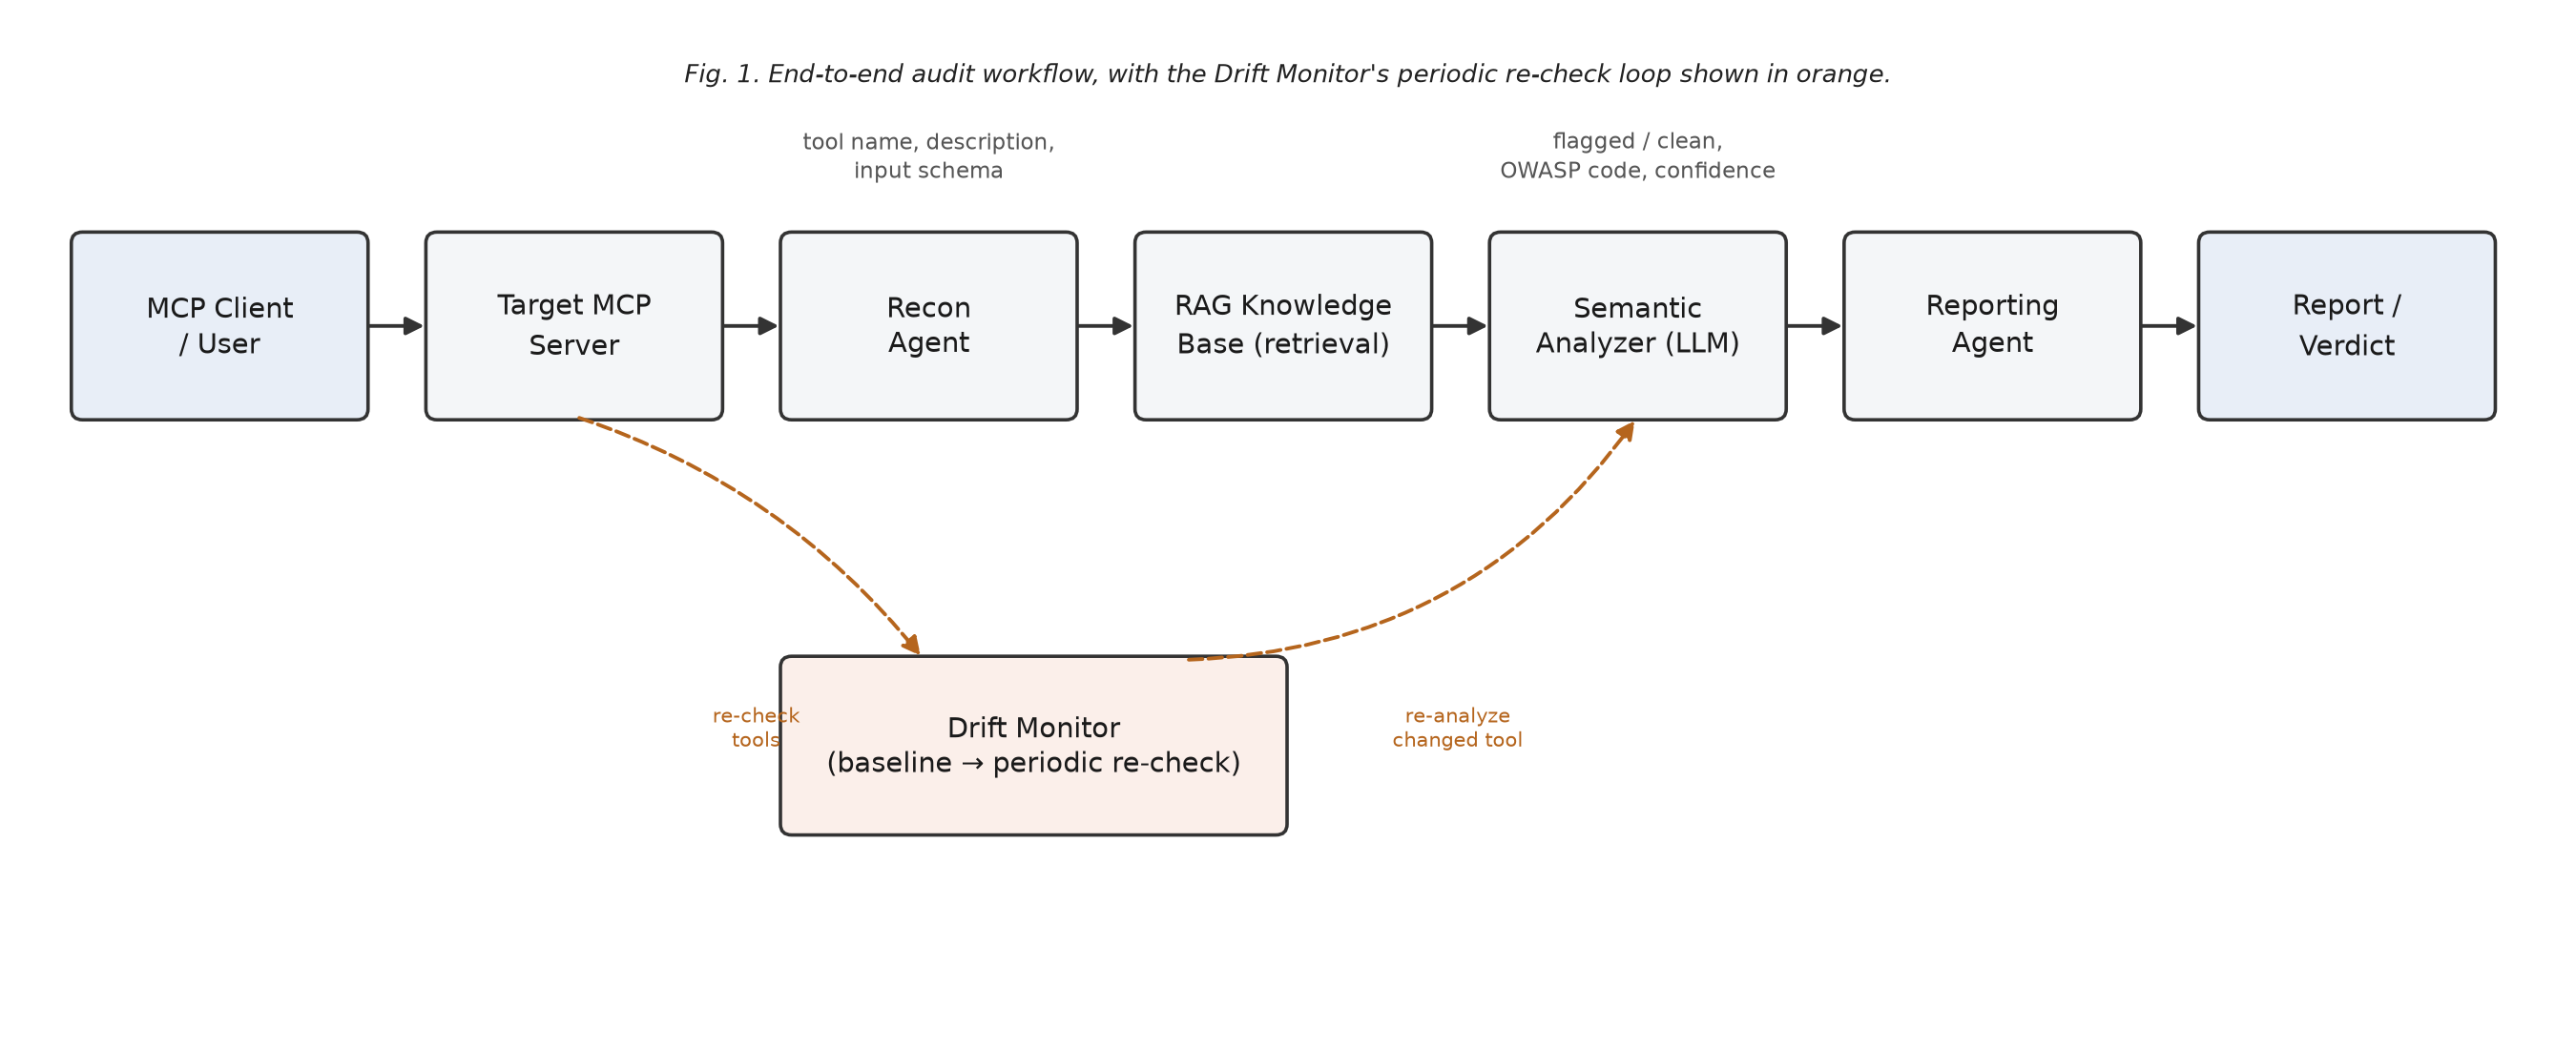 Fig. 1. End-to-end audit workflow, with the Drift Monitor's periodic re-check loop shown in orange.
tool name, description,
input schema
flagged / clean,
OWASP code, confidence
MCP Client
/ User
Target MCP
Server
Recon
Agent
RAG Knowledge
Base (retrieval)
Semantic
Analyzer (LLM)
Reporting
Agent
Report /
Verdict
re-check
tools
Drift Monitor
(baseline → periodic re-check)
re-analyze
changed tool